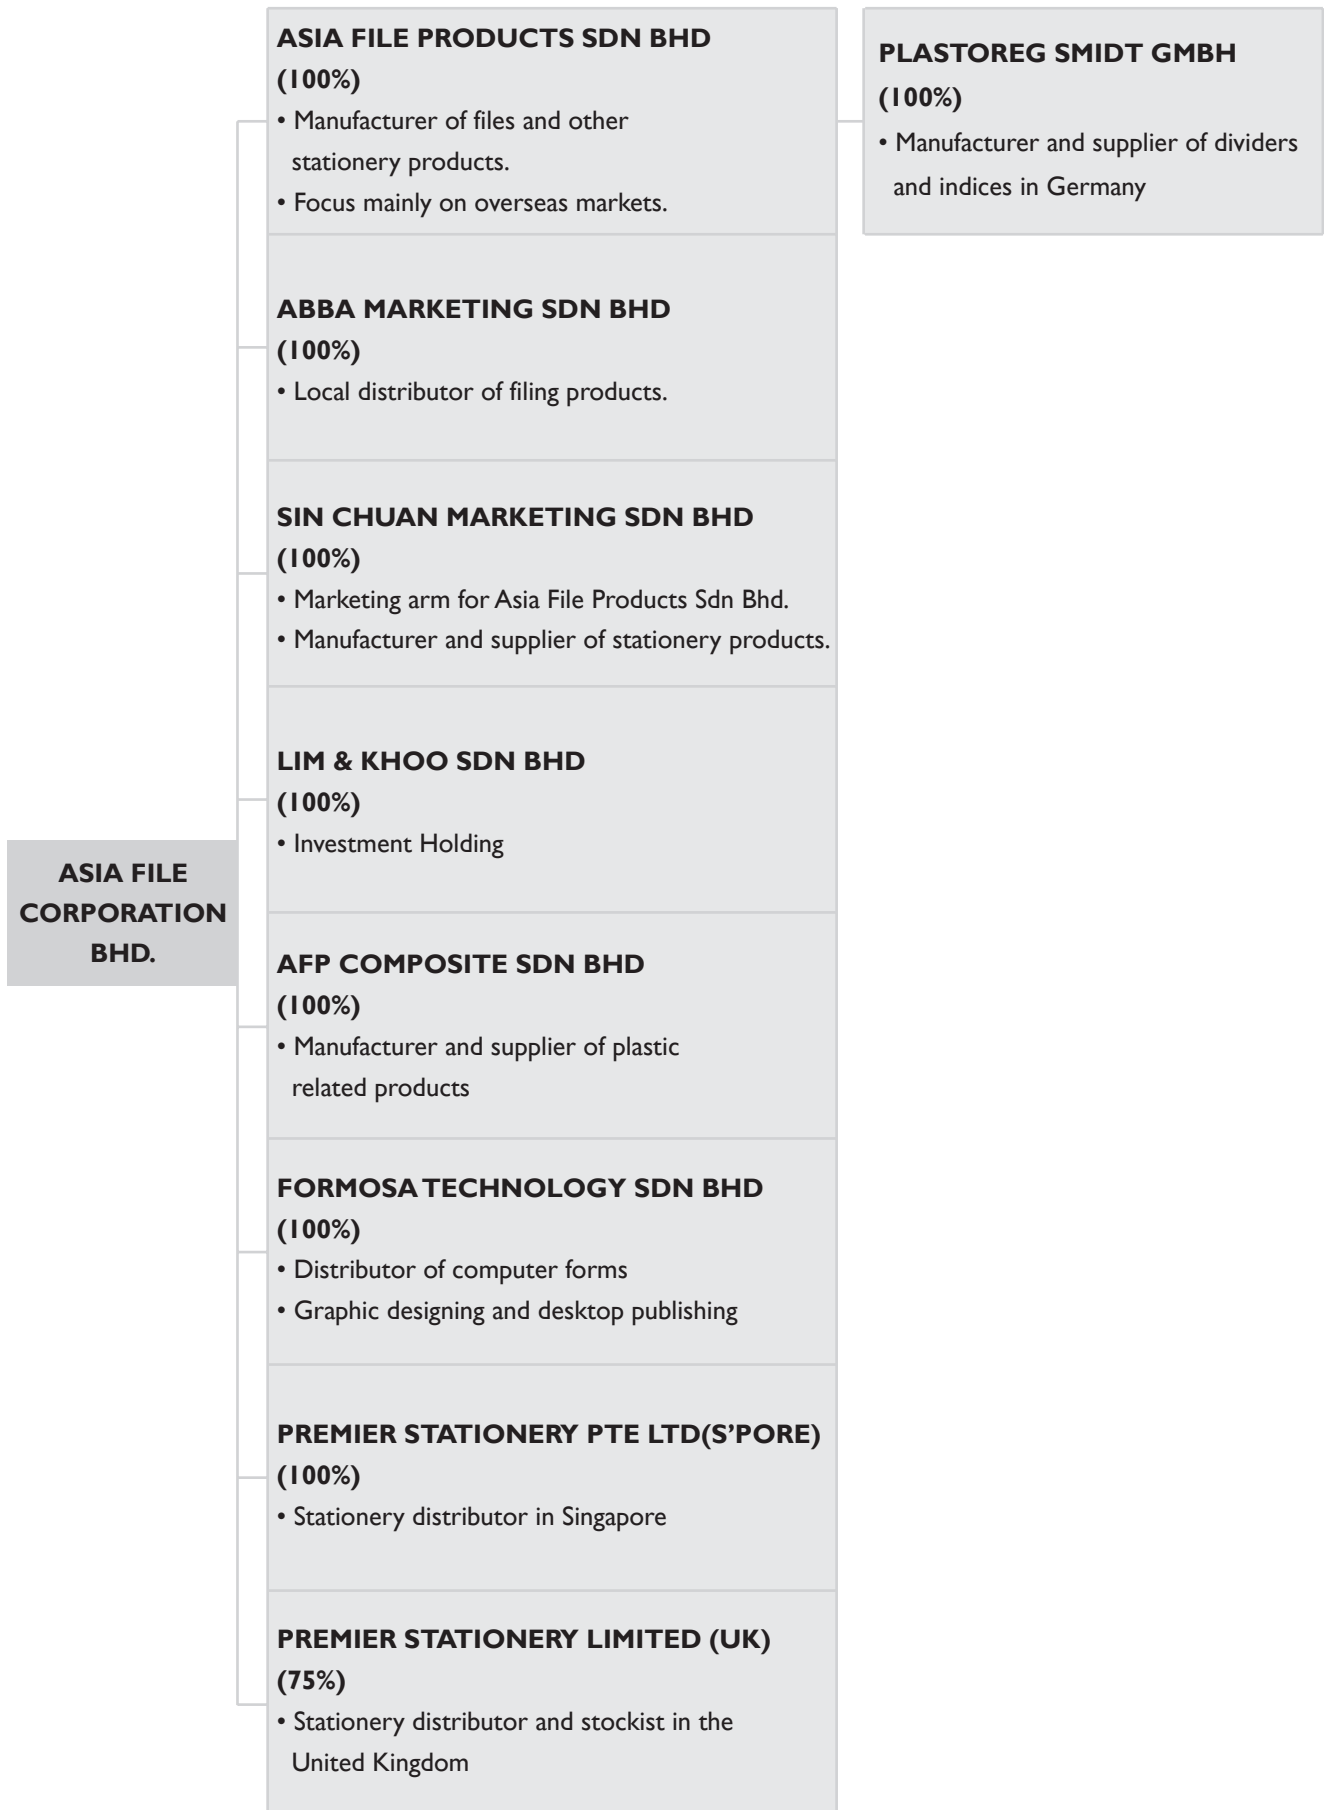 ASIA FILE PRODUCTS SDN BHD
(100%)
• Manufacturer of files and other
stationery products.
• Focus mainly on overseas markets.
PLASTOREG SMIDT GMBH
(100%)
• Manufacturer and supplier of dividers
and indices in Germany
ABBA MARKETING SDN BHD
(100%)
• Local distributor of filing products.
SIN CHUAN MARKETING SDN BHD
(100%)
• Marketing arm for Asia File Products Sdn Bhd.
• Manufacturer and supplier of stationery products.
LIM & KHOO SDN BHD
(100%)
• Investment Holding
ASIA FILE
CORPORATION
BHD.
AFP COMPOSITE SDN BHD
(100%)
• Manufacturer and supplier of plastic
related products
FORMOSA TECHNOLOGY SDN BHD
(100%)
• Distributor of computer forms
• Graphic designing and desktop publishing
PREMIER STATIONERY PTE LTD(S’PORE)
(100%)
• Stationery distributor in Singapore
PREMIER STATIONERY LIMITED (UK)
(75%)
• Stationery distributor and stockist in the
United Kingdom